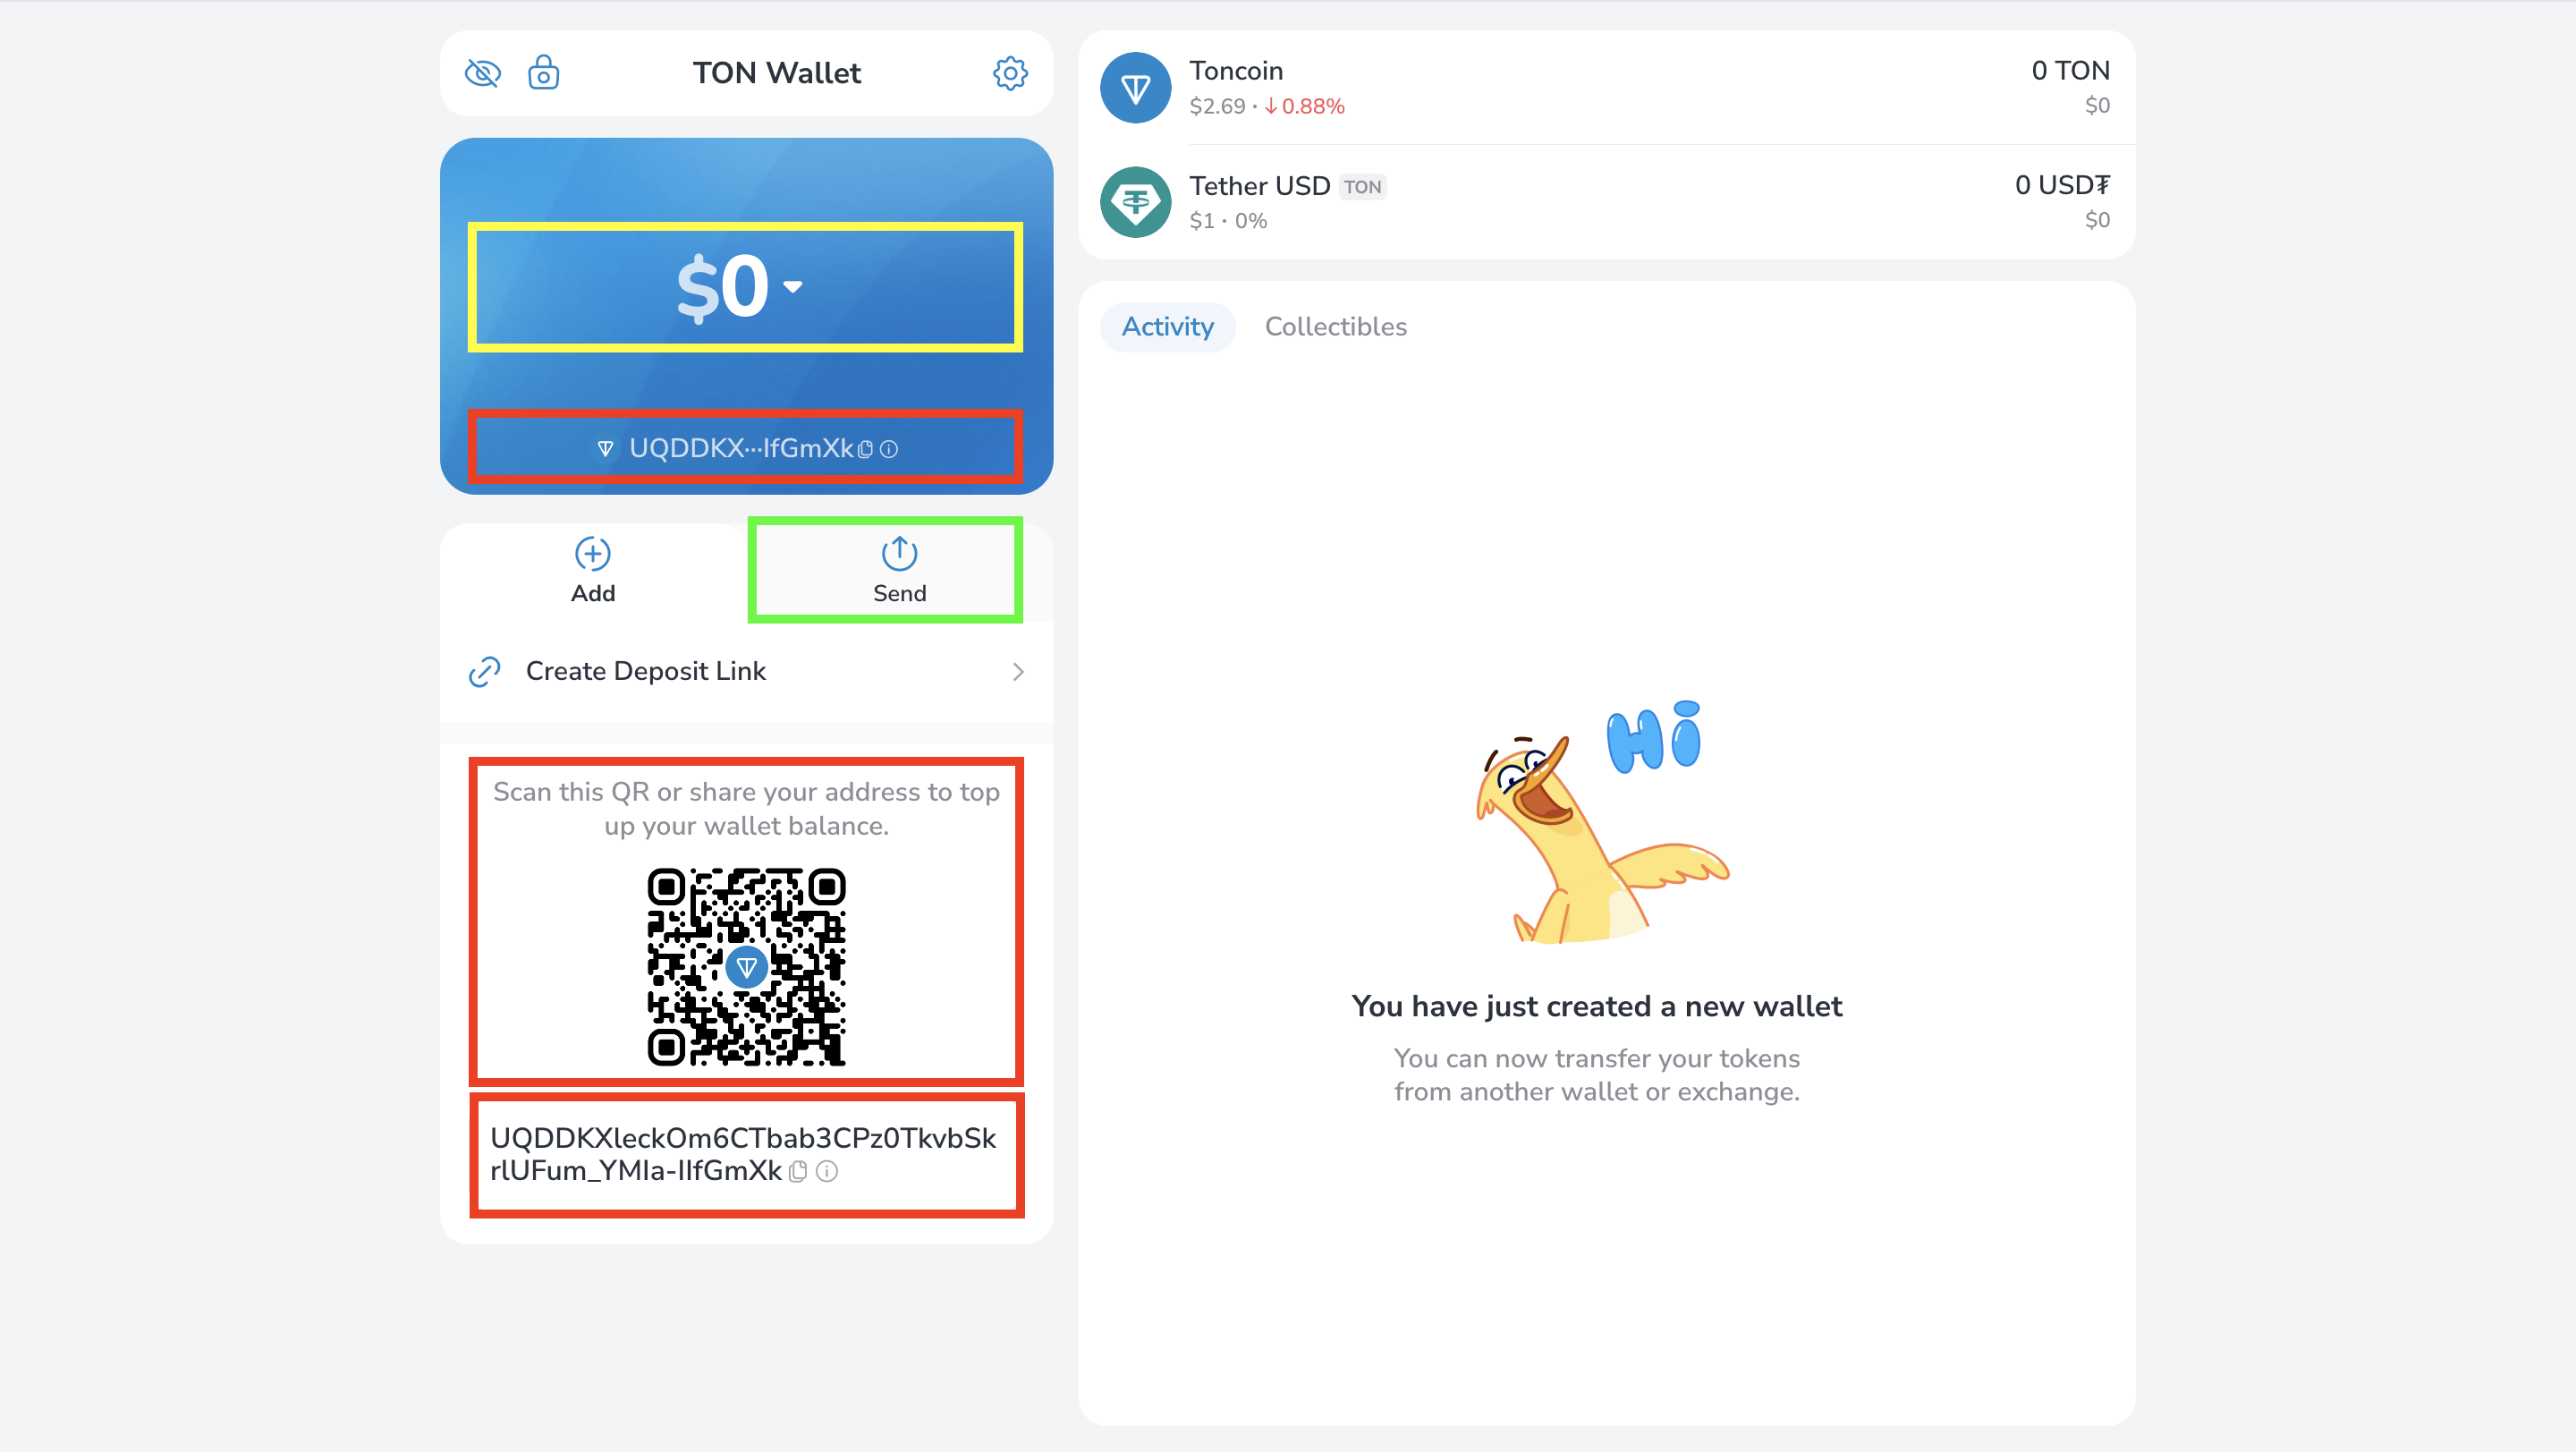 TON Wallet
$0
UQDDKX···IfGmXk
Add
Send
Create Deposit Link
Scan this QR or share your address to top
up your wallet balance.
UQDDKXleckOm6CTbab3CPz0TkvbSk
rlUFum_YMIa-IIfGmXk
Toncoin
0 TON
$2.69 · ↓0.88%
$0
Tether USD TON
0 USD₮
$1 · 0%
$0
Activity
Collectibles
Hi
You have just created a new wallet
You can now transfer your tokens
from another wallet or exchange.